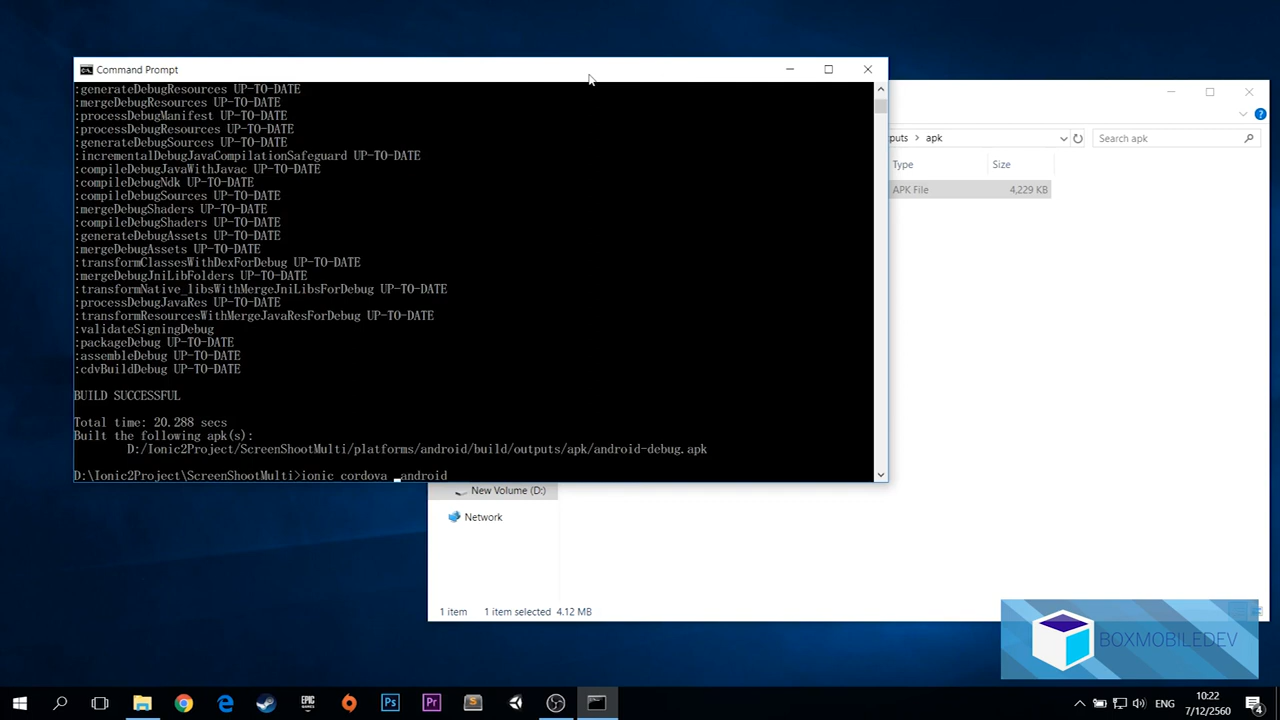 Command Prompt
:generateDebugResources UP-TO-DATE
:mergeDebugResources UP-TO-DATE
:processDebugManifest UP-TO-DATE
:processDebugResources UP-TO-DATE
:generateDebugSources UP-TO-DATE
:incrementalDebugJavaCompilationSafeguard UP-TO-DATE
:compileDebugJavaWithJavac UP-TO-DATE
:compileDebugNdk UP-TO-DATE
:compileDebugSources UP-TO-DATE
:mergeDebugShaders UP-TO-DATE
:compileDebugShaders UP-TO-DATE
:generateDebugAssets UP-TO-DATE
:mergeDebugAssets UP-TO-DATE
:transformClassesWithDexForDebug UP-TO-DATE
:mergeDebugJniLibFolders UP-TO-DATE
:transformNative_libsWithMergeJniLibsForDebug UP-TO-DATE
:processDebugJavaRes UP-TO-DATE
:transformResourcesWithMergeJavaResForDebug UP-TO-DATE
:validateSigningDebug
:packageDebug UP-TO-DATE
:assembleDebug UP-TO-DATE
:cdvBuildDebug UP-TO-DATE
BUILD SUCCESSFUL
Total time: 20.288 secs
Built the following apk(s):
D:/Ionic2Project/ScreenShootMulti/platforms/android/build/outputs/apk/android-debug.apk
D:\Ionic2Project\ScreenShootMulti>ionic cordova _android
puts > apk
Search apk
Type Size
APK File 4,229 KB
New Volume (D:)
Network
1 item 1 item selected 4.12 MB
BOXMOBILEDEV
EPIC GAMES
Ps
Pr
S
ENG
10:22
7/12/2560
4